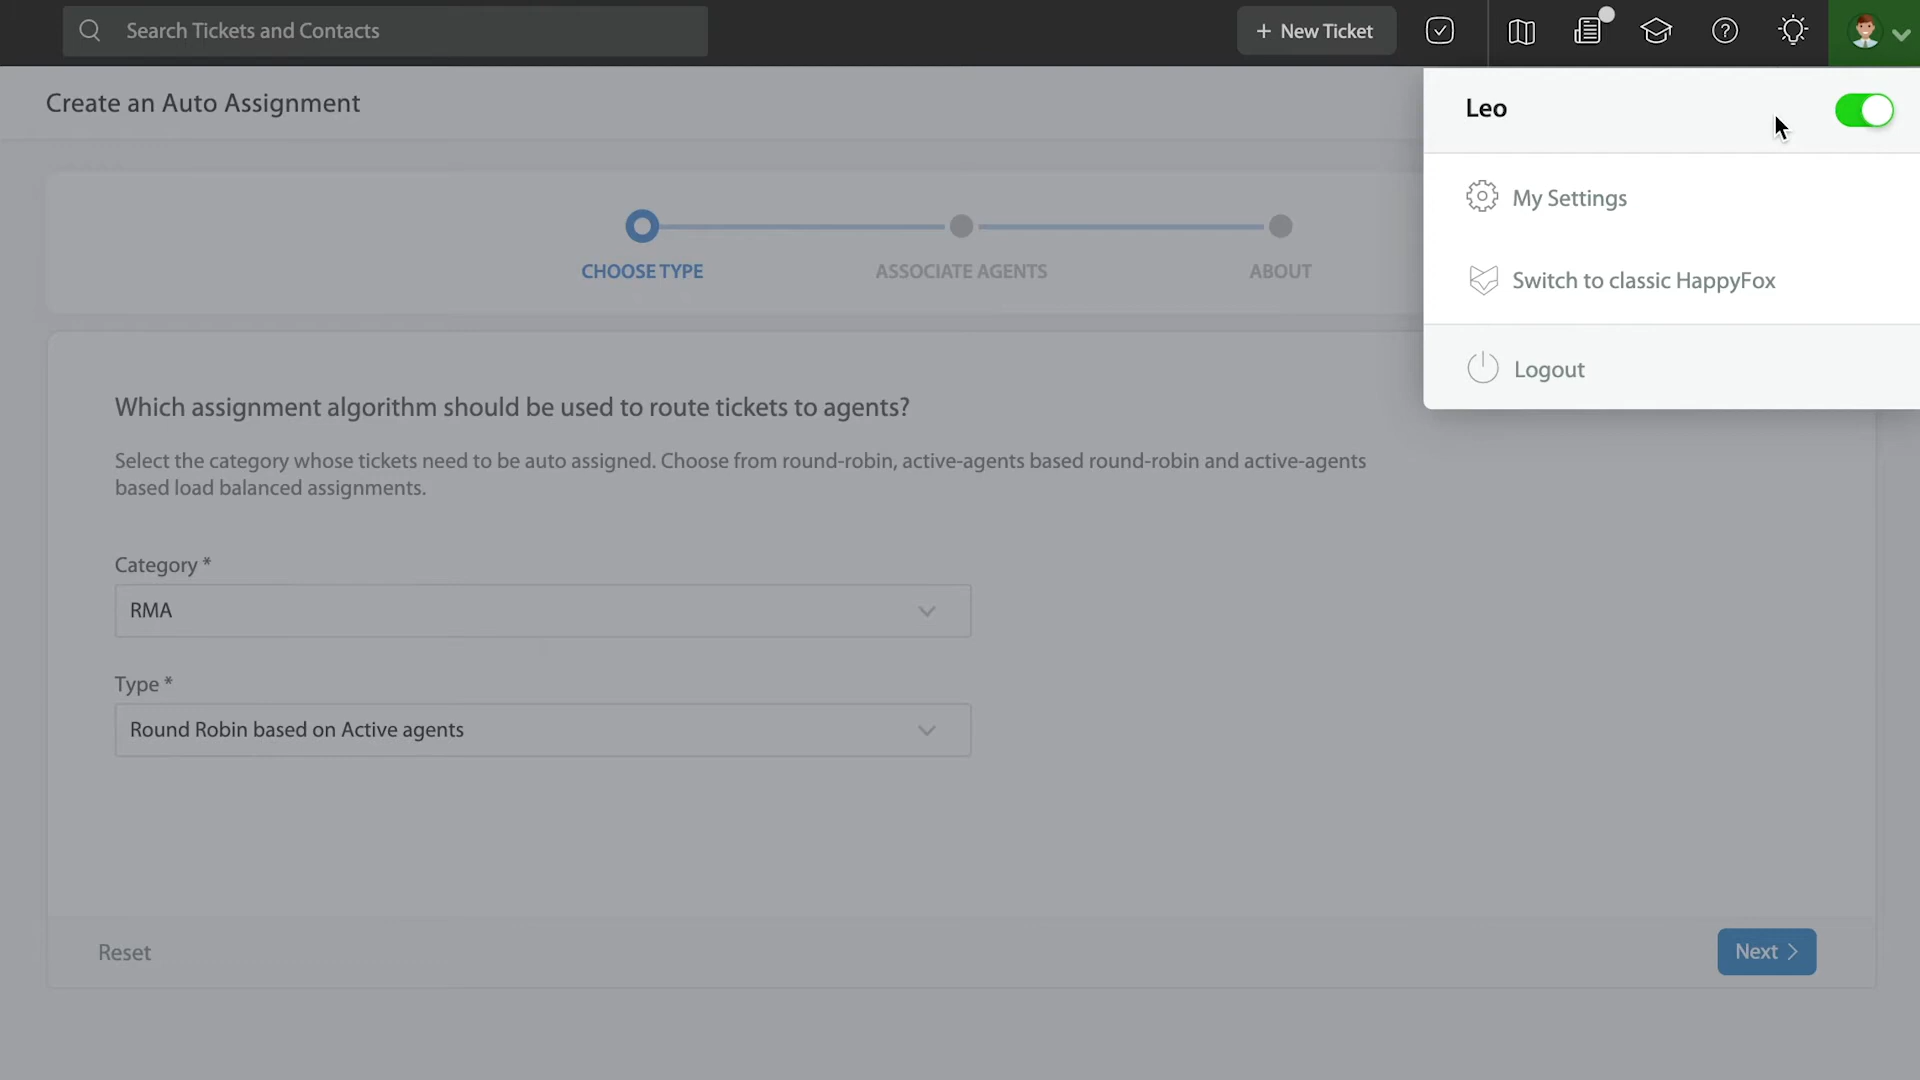 Search Tickets and Contacts
+ New Ticket
Create an Auto Assignment
Leo
My Settings
Switch to classic HappyFox
Logout
CHOOSE TYPE
ASSOCIATE AGENTS
ABOUT
Which assignment algorithm should be used to route tickets to agents?
Select the category whose tickets need to be auto assigned. Choose from round-robin, active-agents based round-robin and active-agents
based load balanced assignments.
Category *
RMA
Type *
Round Robin based on Active agents
Reset
Next